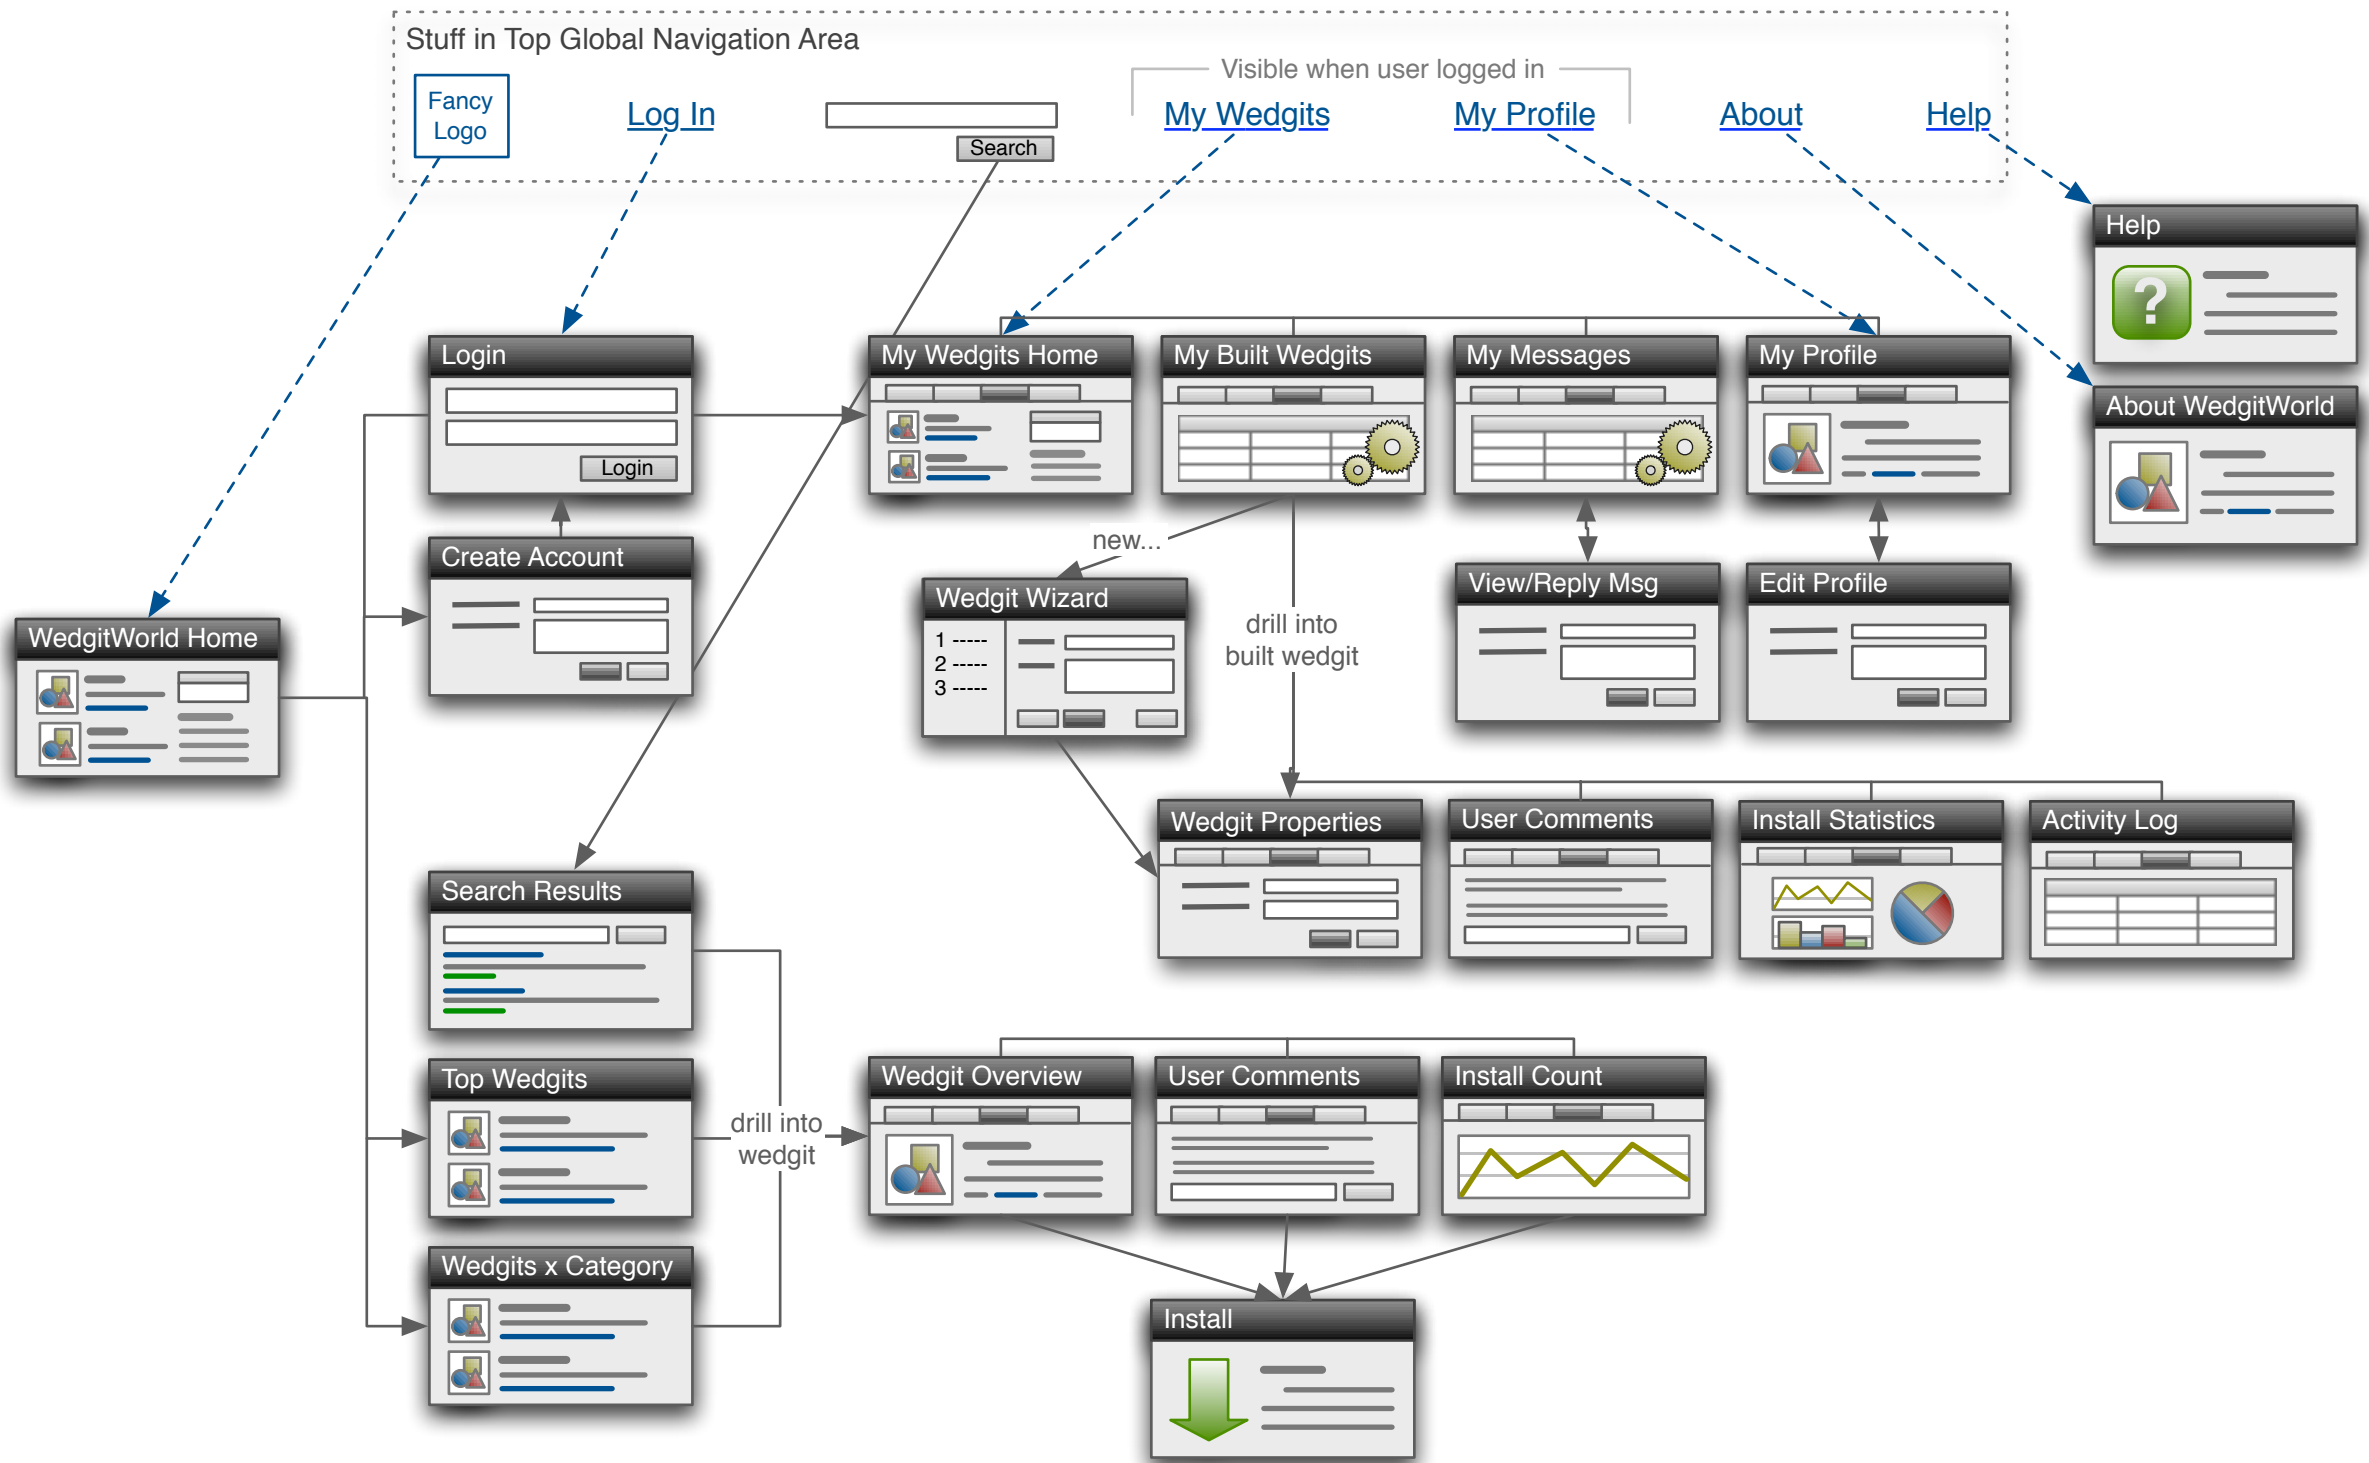 Stuff in Top Global Navigation Area
Visible when user logged in
Fancy
Logo
Log In
Search
My Wedgits
My Profile
About
Help
Help
?
Login
Login
My Wedgits Home
My Built Wedgits
My Messages
My Profile
About WedgitWorld
Create Account
new...
Wedgit Wizard
1 -----
2 -----
3 -----
drill into
built wedgit
View/Reply Msg
Edit Profile
WedgitWorld Home
Wedgit Properties
User Comments
Install Statistics
Activity Log
Search Results
Top Wedgits
drill into
wedgit
Wedgit Overview
User Comments
Install Count
Wedgits x Category
Install